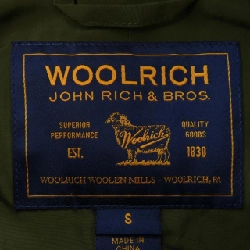 WOOLRICH
JOHN RICH & BROS.
SUPERIOR PERFORMANCE
QUALITY GOODS
Woolrich
EST. 1830
WOOLRICH WOOLEN MILLS - WOOLRICH, PA
S
MADE IN
CHINA